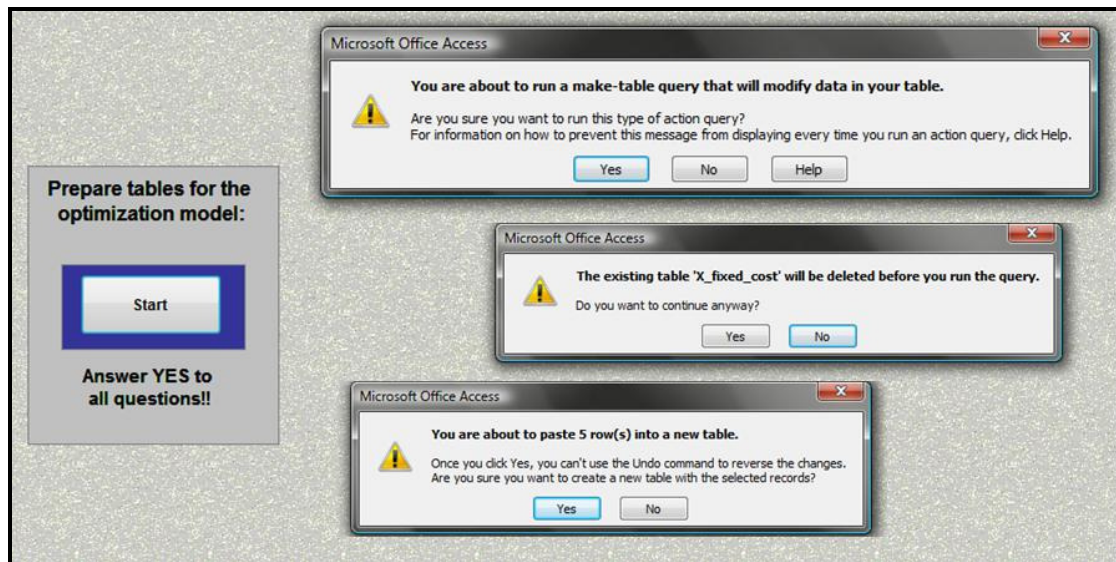 Prepare tables for the
optimization model:
Start
Answer YES to
all questions!!
Microsoft Office Access
You are about to run a make-table query that will modify data in your table.
Are you sure you want to run this type of action query?
For information on how to prevent this message from displaying every time you run an action query, click Help.
Yes No Help
Microsoft Office Access
The existing table 'X_fixed_cost' will be deleted before you run the query.
Do you want to continue anyway?
Yes No
Microsoft Office Access
You are about to paste 5 row(s) into a new table.
Once you click Yes, you can't use the Undo command to reverse the changes.
Are you sure you want to create a new table with the selected records?
Yes No